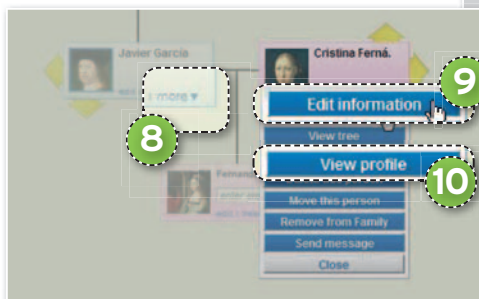 Javier García
Cristina Ferná.
9
more ▾
Edit information
8
View tree
View profile
10
Move this person
Remove from Family
Send message
Close